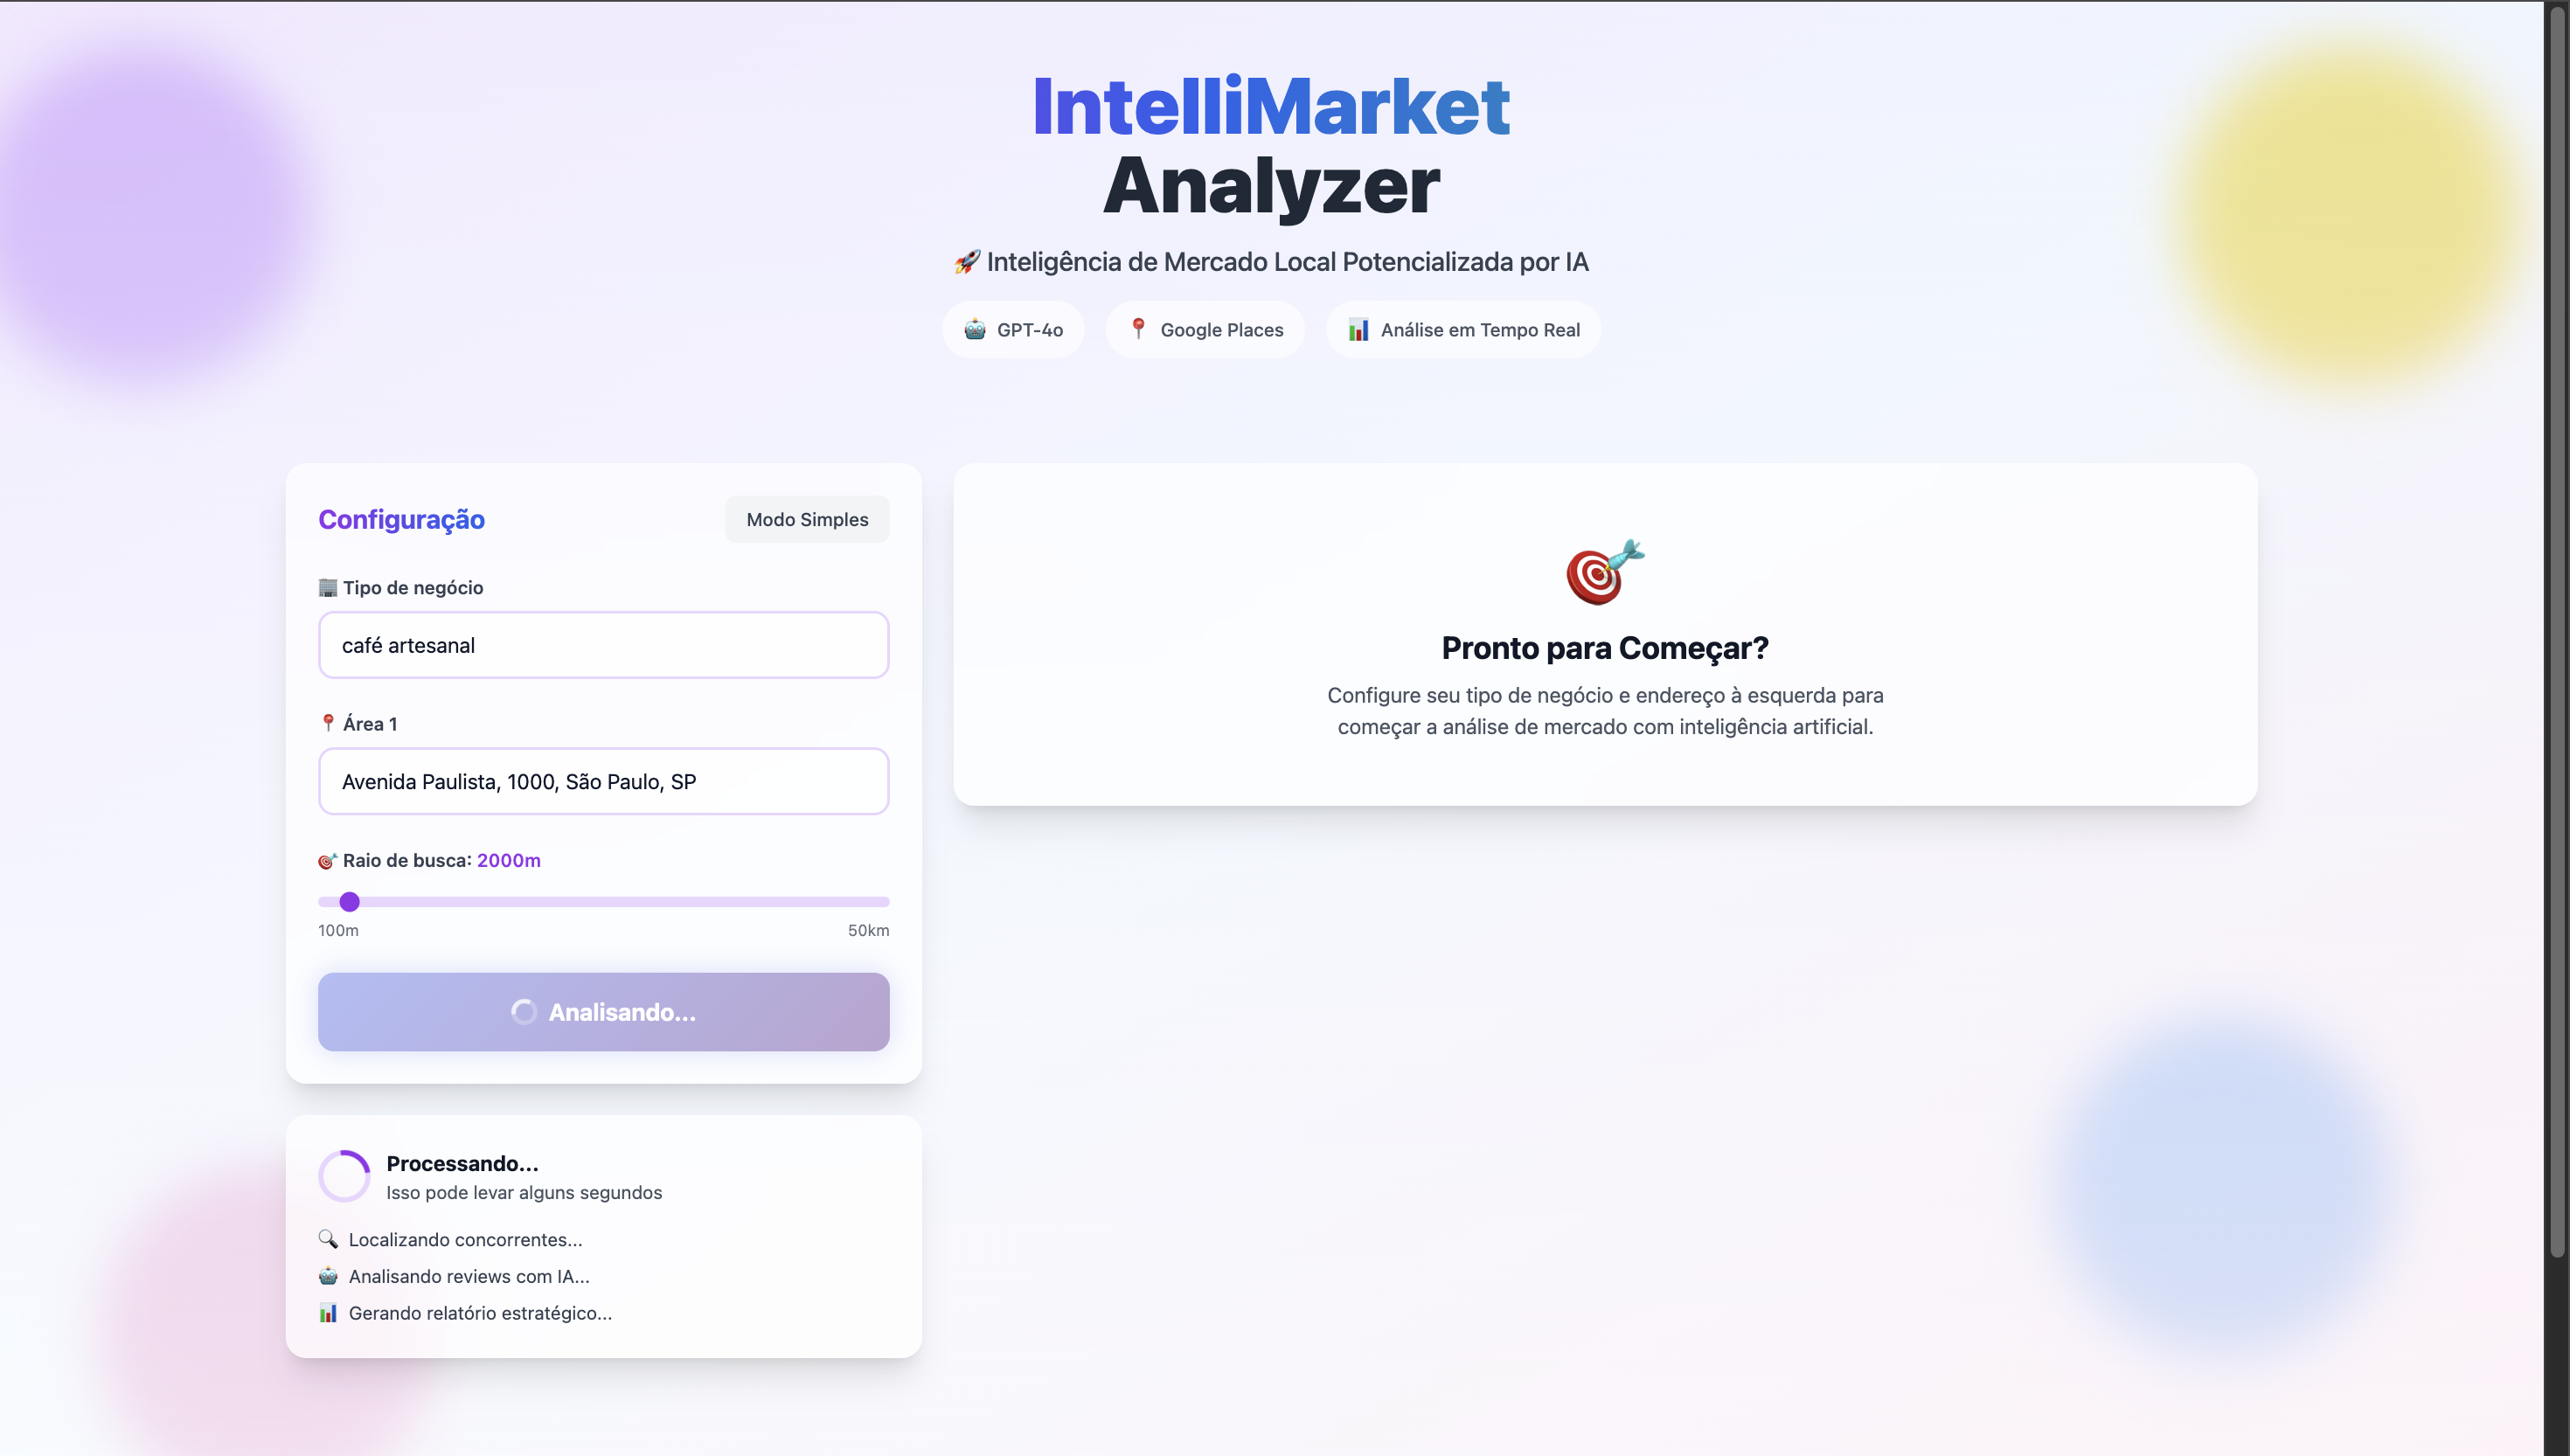 IntelliMarket
Analyzer
🚀 Inteligência de Mercado Local Potencializada por IA
🤖 GPT-4o
📍 Google Places
📊 Análise em Tempo Real
Configuração
Modo Simples
🏢 Tipo de negócio
café artesanal
📍 Área 1
Avenida Paulista, 1000, São Paulo, SP
🎯 Raio de busca: 2000m
100m
50km
Analisando...
Processando...
Isso pode levar alguns segundos
🔍 Localizando concorrentes...
🤖 Analisando reviews com IA...
📊 Gerando relatório estratégico...
Pronto para Começar?
Configure seu tipo de negócio e endereço à esquerda para
começar a análise de mercado com inteligência artificial.